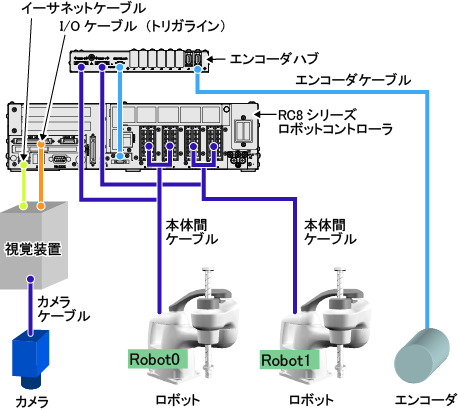 イーサネットケーブル
I/O ケーブル (トリガライン)
エンコーダハブ
エンコーダケーブル
RC8 シリーズ
ロボットコントローラ
本体間
ケーブル
本体間
ケーブル
視覚装置
カメラ
ケーブル
Robot0
Robot1
カメラ
ロボット
ロボット
エンコーダ